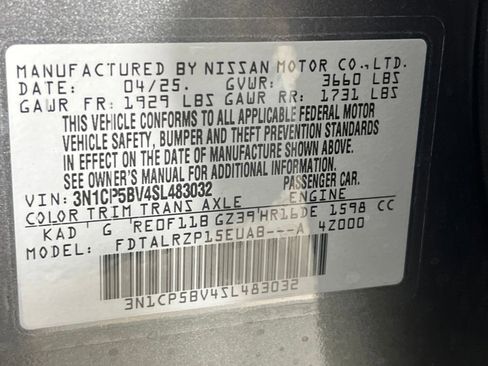 MANUFACTURED BY NISSAN MOTOR CO.,LTD.
DATE: 04/25. GVWR: 3660 LBS
GAWR FR: 1929 LBS GAWR RR: 1731 LBS
THIS VEHICLE CONFORMS TO ALL APPLICABLE FEDERAL MOTOR
VEHICLE SAFETY, BUMPER AND THEFT PREVENTION STANDARDS
IN EFFECT ON THE DATE OF MANUFACTURE SHOWN ABOVE.
SEE OWNER'S MANUAL FOR ADDITIONAL INFORMATION.
VIN: 3N1CP5BV4SL483032 PASSENGER CAR.
COLOR TRIM TRANS AXLE ENGINE
KAD G RE0F11B GZ39 HR16DE 1598 CC
MODEL: FDTALRZP15EUAB---A 4Z000
3N1CP5BV4SL483032